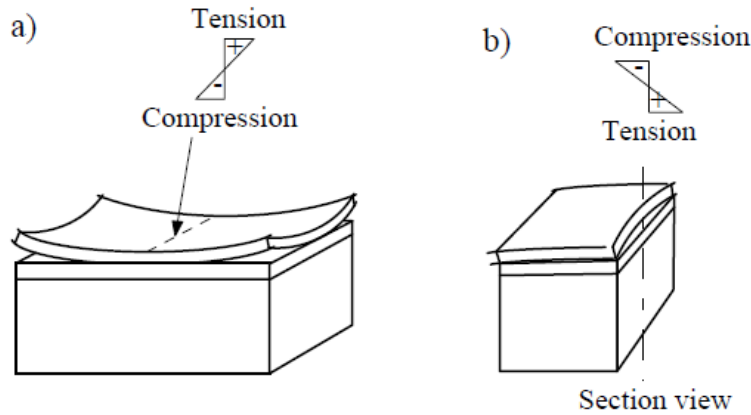 a)
Tension
+
-
Compression
b)
Compression
-
+
Tension
Section view